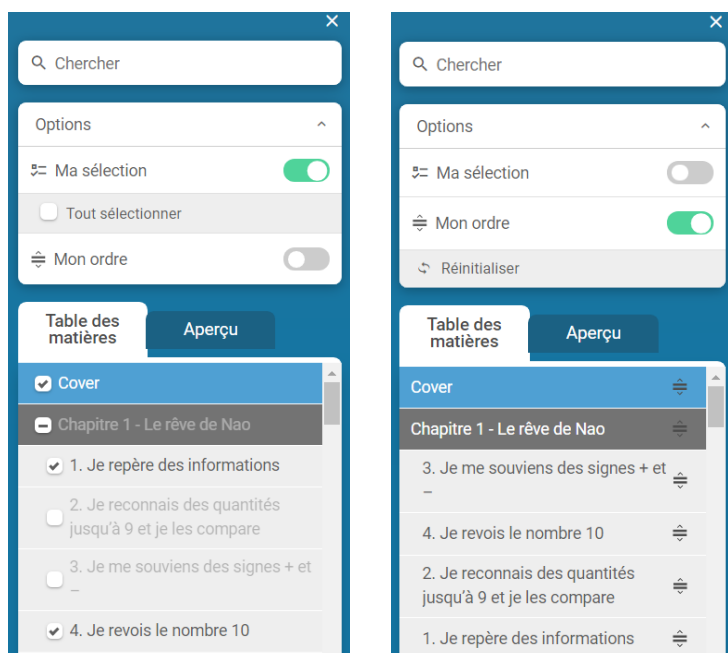 Chercher
Options
Ma sélection
Tout sélectionner
Mon ordre
Table des
matières
Aperçu
Cover
Chapitre 1 - Le rêve de Nao
1. Je repère des informations
2. Je reconnais des quantités
jusqu'à 9 et je les compare
3. Je me souviens des signes + et
–
4. Je revois le nombre 10
Chercher
Options
Ma sélection
Mon ordre
Réinitialiser
Table des
matières
Aperçu
Cover
Chapitre 1 - Le rêve de Nao
3. Je me souviens des signes + et
–
4. Je revois le nombre 10
2. Je reconnais des quantités
jusqu'à 9 et je les compare
1. Je repère des informations